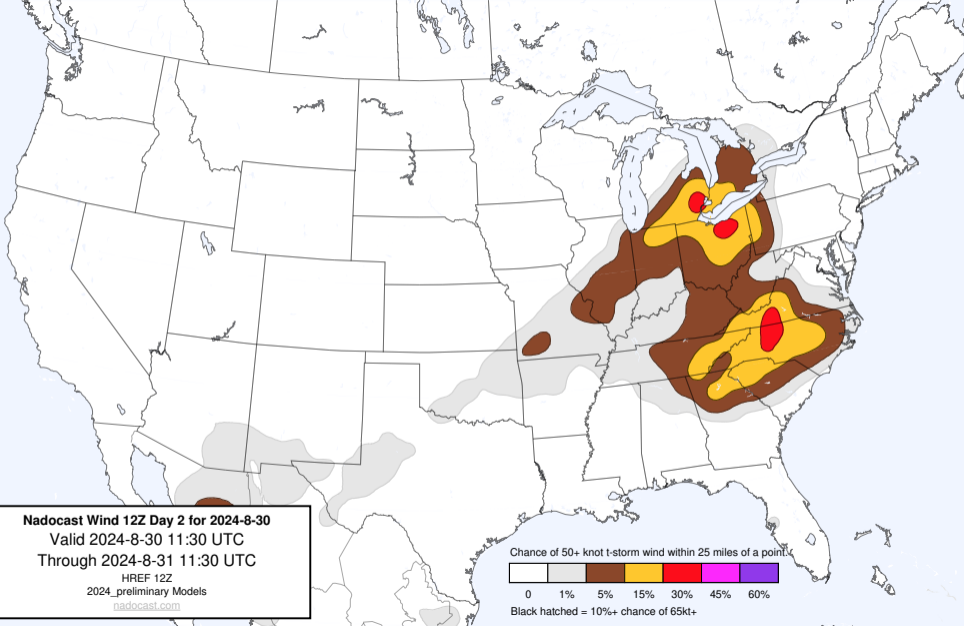 Nadocast Wind 12Z Day 2 for 2024-8-30
Valid 2024-8-30 11:30 UTC
Through 2024-8-31 11:30 UTC
HREF 12Z
2024_preliminary Models
nadocast.com
Chance of 50+ knot t-storm wind within 25 miles of a point.
0 1% 5% 15% 30% 45% 60%
Black hatched = 10%+ chance of 65kt+